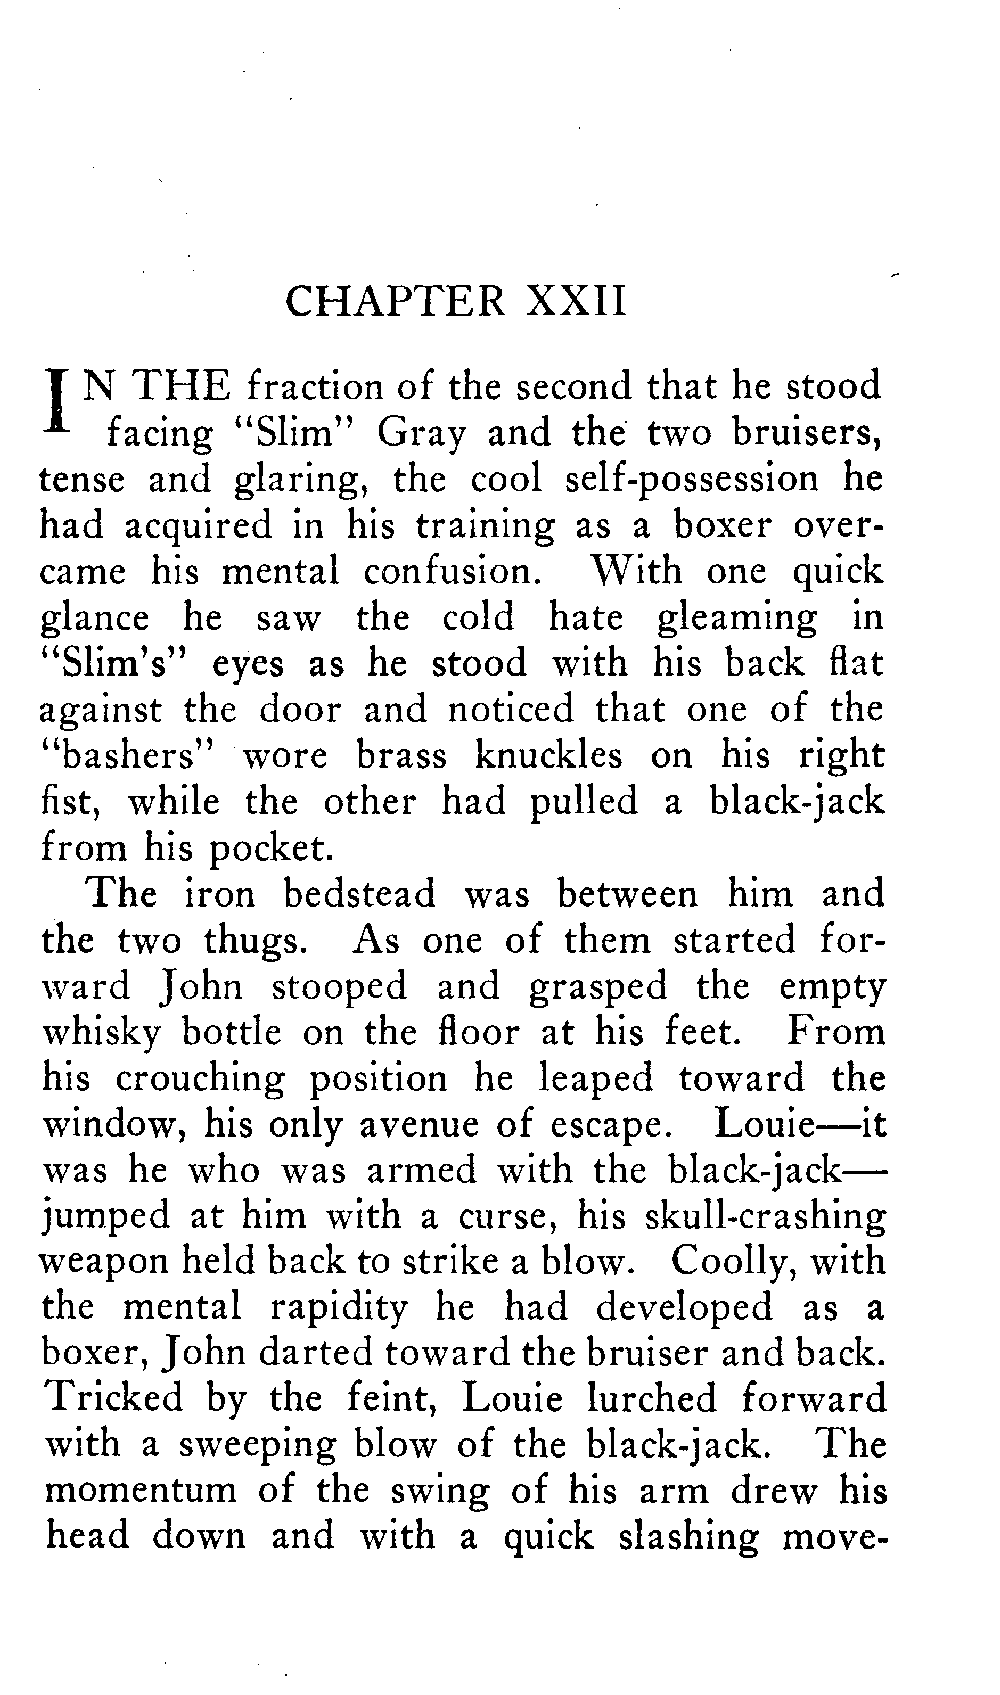 CHAPTER XXII
IN THE fraction of the second that he stood
facing “Slim” Gray and the two bruisers,
tense and glaring, the cool self-possession he
had acquired in his training as a boxer over-
came his mental confusion. With one quick
glance he saw the cold hate gleaming in
“Slim's” eyes as he stood with his back flat
against the door and noticed that one of the
“bashers” wore brass knuckles on his right
fist, while the other had pulled a black-jack
from his pocket.
The iron bedstead was between him and
the two thugs. As one of them started for-
ward John stooped and grasped the empty
whisky bottle on the floor at his feet. From
his crouching position he leaped toward the
window, his only avenue of escape. Louie—it
was he who was armed with the black-jack—
jumped at him with a curse, his skull-crashing
weapon held back to strike a blow. Coolly, with
the mental rapidity he had developed as a
boxer, John darted toward the bruiser and back.
Tricked by the feint, Louie lurched forward
with a sweeping blow of the black-jack. The
momentum of the swing of his arm drew his
head down and with a quick slashing move-